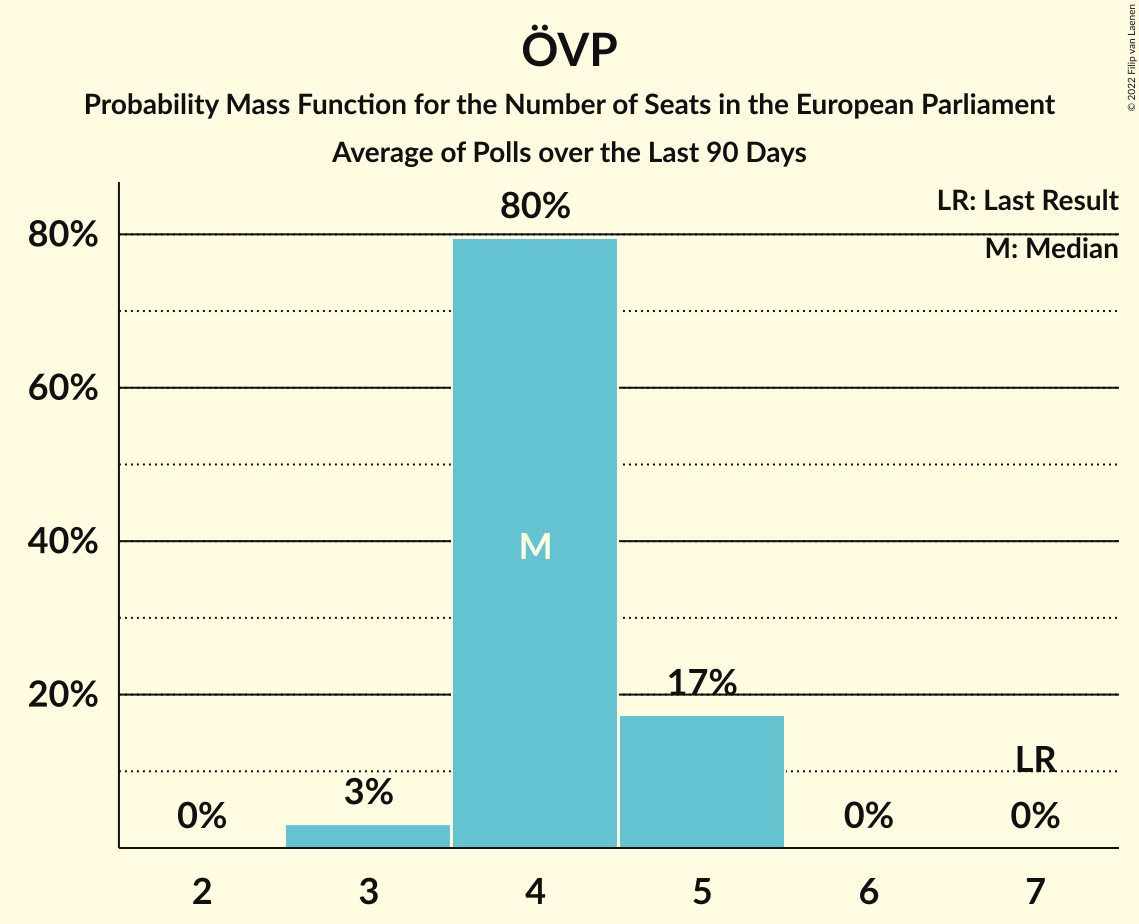 ÖVP
Probability Mass Function for the Number of Seats in the European Parliament
Average of Polls over the Last 90 Days
© 2022 Filip van Laenen
LR: Last Result
M: Median
80%
60%
40%
20%
0%
3%
80%
M
17%
0%
LR
0%
2 3 4 5 6 7